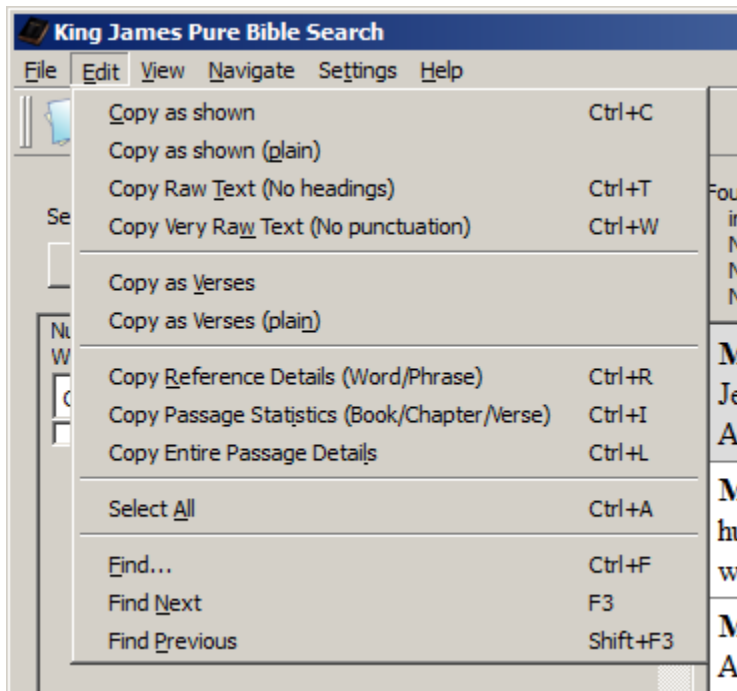 King James Pure Bible Search
File Edit View Navigate Settings Help
Copy as shown Ctrl+C
Copy as shown (plain)
Copy Raw Text (No headings) Ctrl+T
Copy Very Raw Text (No punctuation) Ctrl+W
Copy as Verses
Copy as Verses (plain)
Copy Reference Details (Word/Phrase) Ctrl+R
Copy Passage Statistics (Book/Chapter/Verse) Ctrl+I
Copy Entire Passage Details Ctrl+L
Select All Ctrl+A
Find... Ctrl+F
Find Next F3
Find Previous Shift+F3